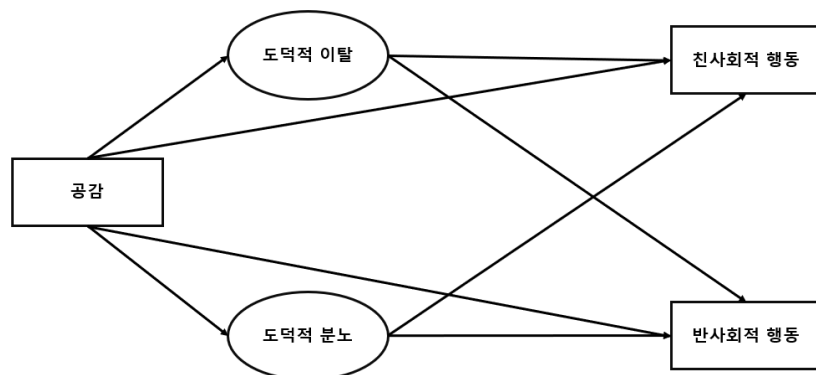 도덕적 이탈
친사회적 행동
공감
도덕적 분노
반사회적 행동